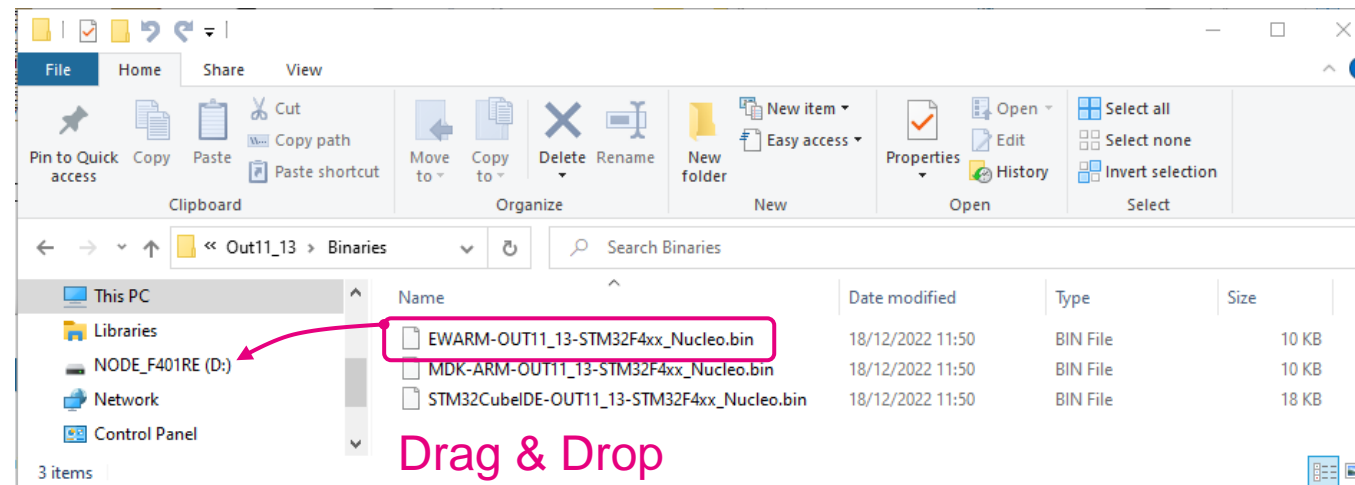 File Home Share View
Cut
Copy path
Paste shortcut
Pin to Quick access
Copy
Paste
Clipboard
Move to
Copy to
Delete
Rename
Organize
New folder
New item
Easy access
New
Properties
Open
Edit
History
Open
Select all
Select none
Invert selection
Select
« Out11_13 > Binaries
Search Binaries
This PC
Libraries
NODE_F401RE (D:)
Network
Control Panel
Name Date modified Type Size
EWARM-OUT11_13-STM32F4xx_Nucleo.bin 18/12/2022 11:50 BIN File 10 KB
MDK-ARM-OUT11_13-STM32F4xx_Nucleo.bin 18/12/2022 11:50 BIN File 10 KB
STM32CubeIDE-OUT11_13-STM32F4xx_Nucleo.bin 18/12/2022 11:50 BIN File 18 KB
Drag & Drop
3 items